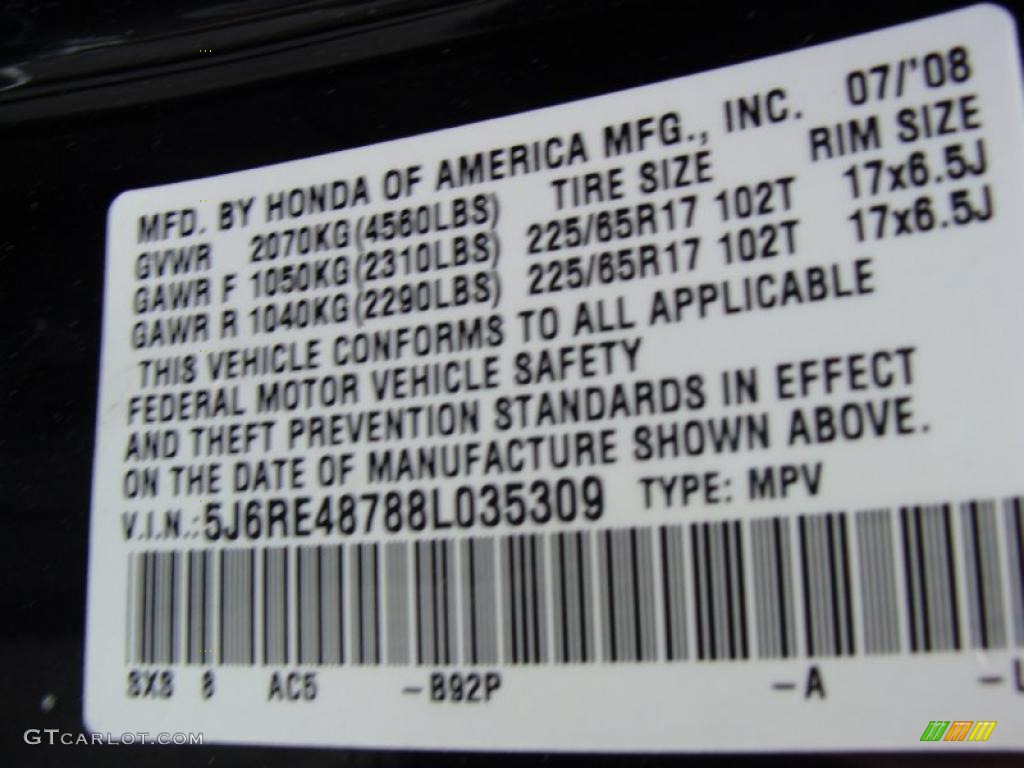 MFD. BY HONDA OF AMERICA MFG., INC. 07/'08
GVWR 2070KG(4560LBS) TIRE SIZE RIM SIZE
GAWR F 1050KG(2310LBS) 225/65R17 102T 17x6.5J
GAWR R 1040KG(2290LBS) 225/65R17 102T 17x6.5J
THIS VEHICLE CONFORMS TO ALL APPLICABLE
FEDERAL MOTOR VEHICLE SAFETY
AND THEFT PREVENTION STANDARDS IN EFFECT
ON THE DATE OF MANUFACTURE SHOWN ABOVE.
V.I.N.:5J6RE48788L035309 TYPE: MPV
AC5 -B92P -A
GTCARLOT.COM